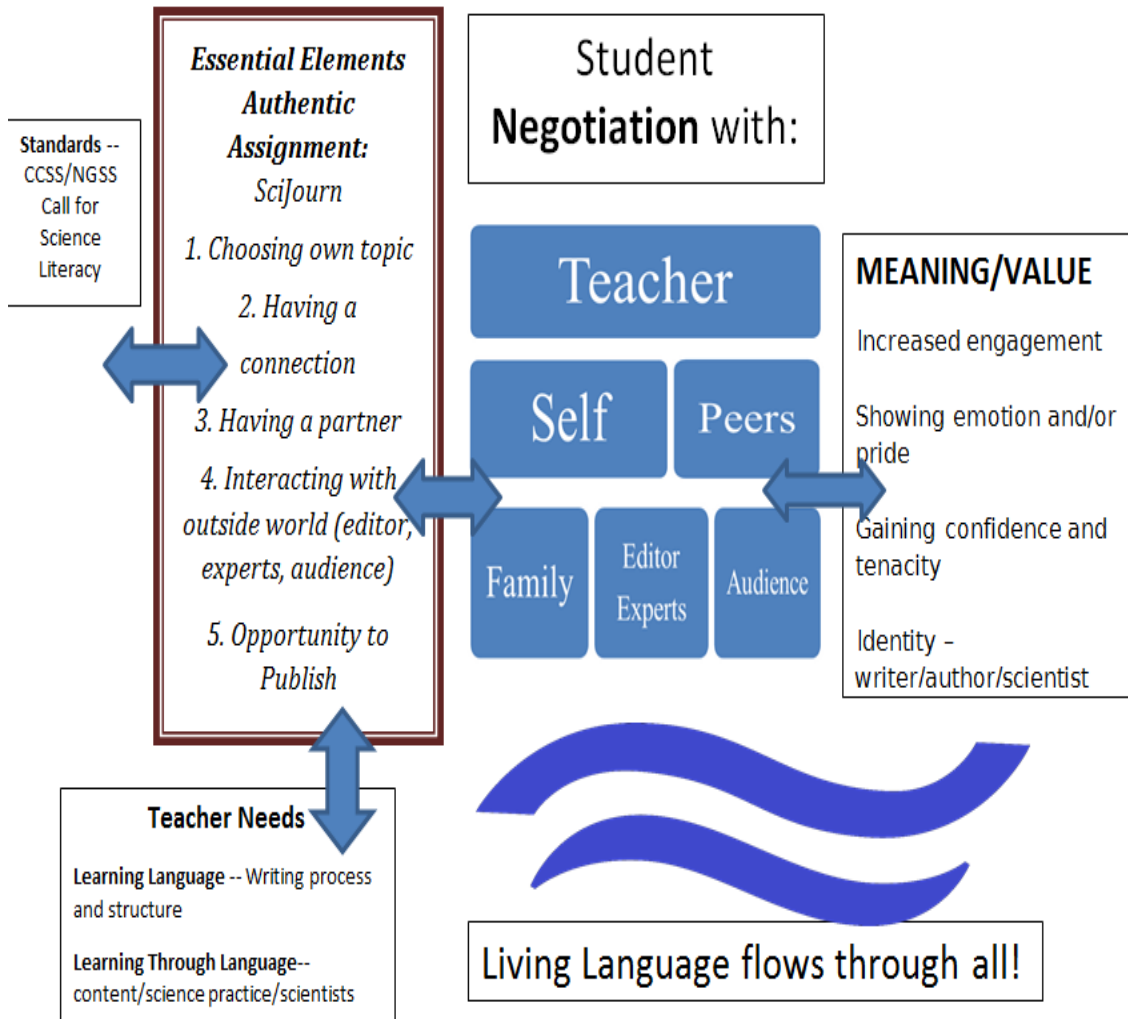 Standards --
CCSS/NGSS
Call for
Science
Literacy
Essential Elements
Authentic
Assignment:
SciJourn
1. Choosing own topic
2. Having a
connection
3. Having a partner
4. Interacting with
outside world (editor,
experts, audience)
5. Opportunity to
Publish
Teacher Needs
Learning Language -- Writing process
and structure
Learning Through Language--
content/science practice/scientists
Student
Negotiation with:
Teacher
Self
Peers
Family
Editor
Experts
Audience
MEANING/VALUE
Increased engagement
Showing emotion and/or
pride
Gaining confidence and
tenacity
Identity –
writer/author/scientist
Living Language flows through all!